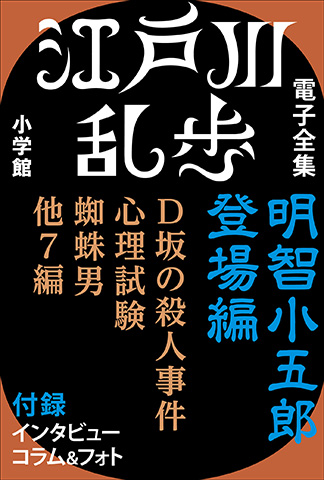 江戸川
乱歩
電子全集
小学館
明智小五郎
登場編
D坂の殺人事件
心理試験
蜘蛛男
他7編
付録
インタビュー
コラム&フォト